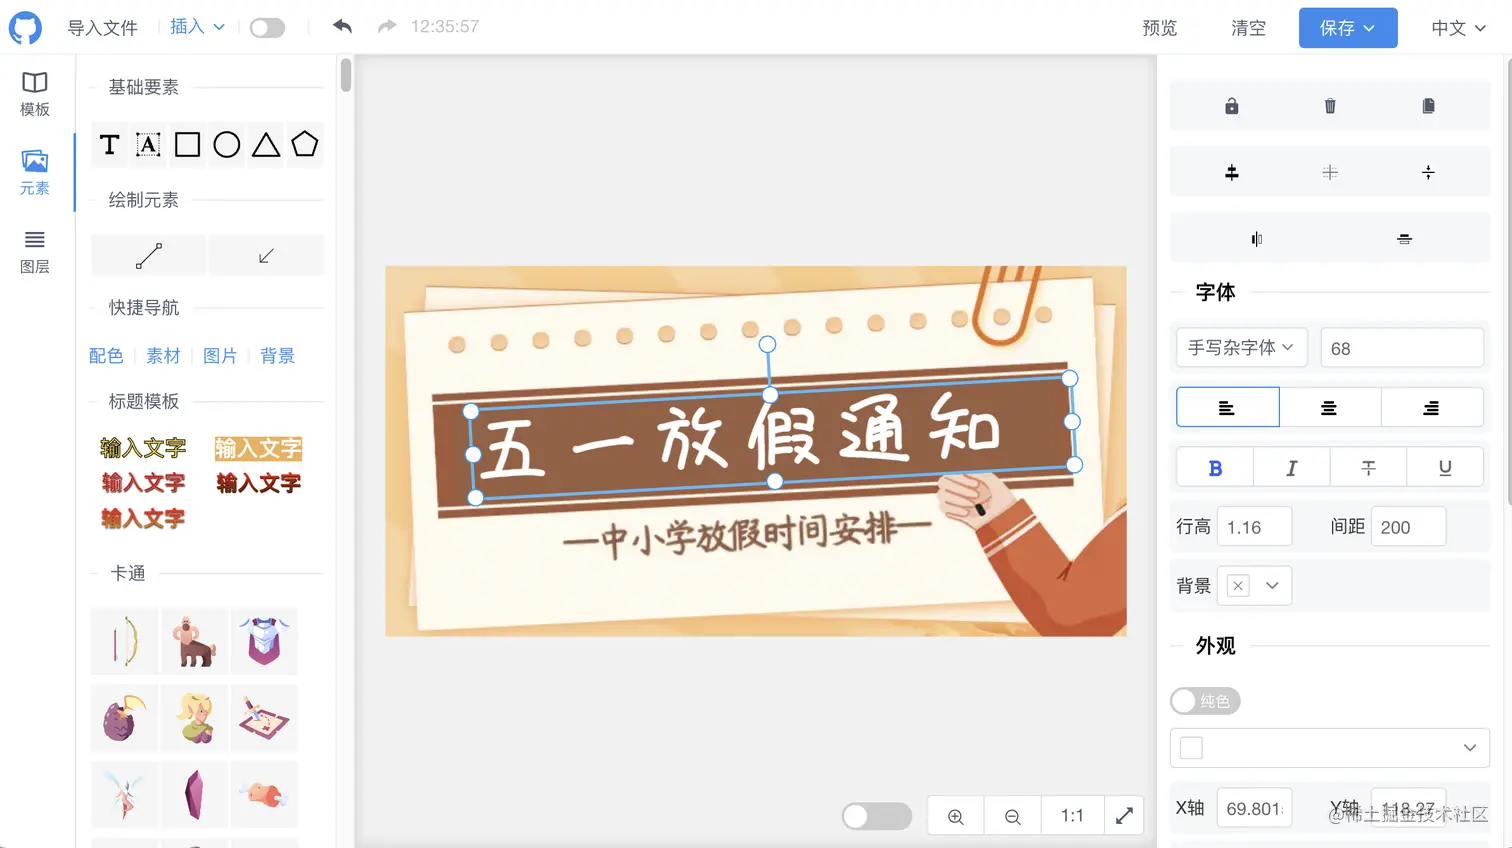 导入文件 插入 12:35:57 预览 清空 保存 中文
模板
元素
图层
基础要素
T A
绘制元素
快捷导航
配色 素材 图片 背景
标题模板
输入文字 输入文字
输入文字 输入文字
输入文字
卡通
五一放假通知
—中小学放假时间安排—
1:1
字体
手写杂字体 68
B I T U
行高 1.16 间距 200
背景
外观
纯色
X轴 69.801 Y轴 118.27
@稀土掘金技术社区